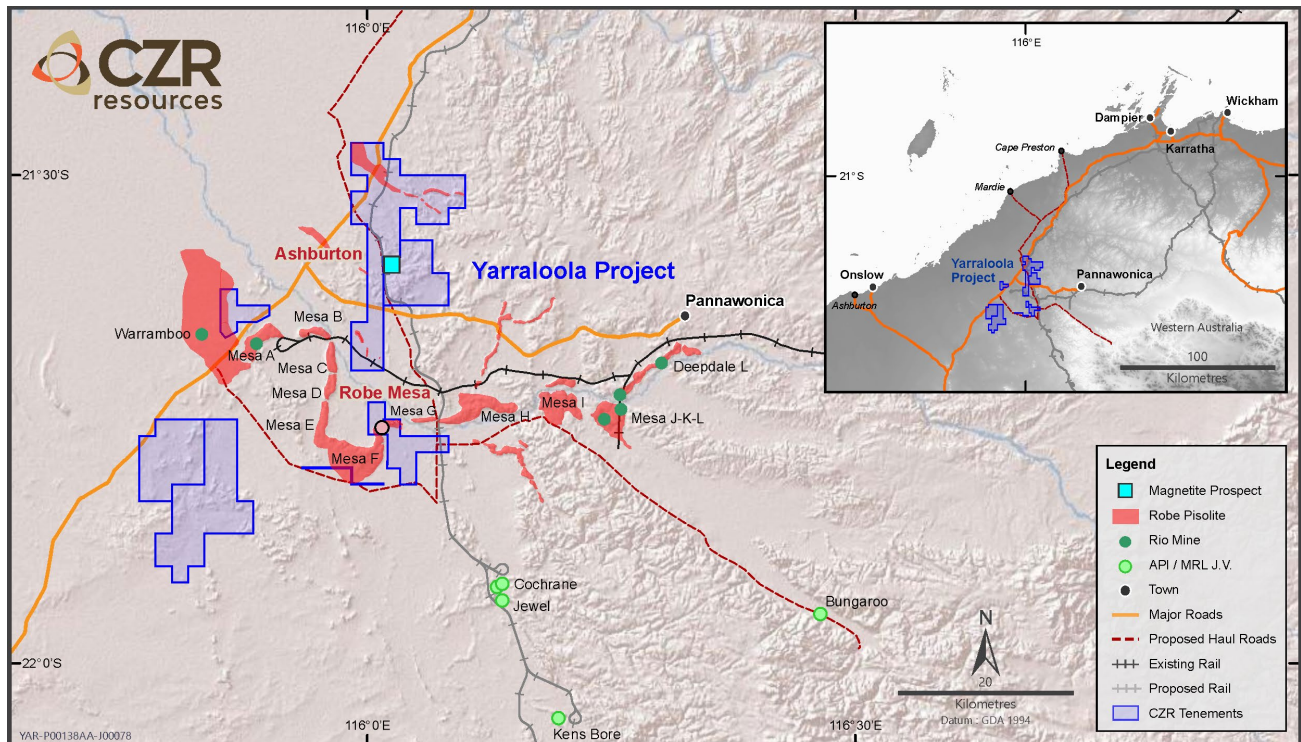 CZR
resources
116°0'E
21°30'S
Ashburton
Yarraloola Project
Pannawonica
Warramboo
Mesa A
Mesa B
Mesa C
Mesa D
Mesa E
Mesa F
Robe Mesa
Mesa G
Mesa H
Mesa I
Deepdale L
Mesa J-K-L
Cochrane
Jewel
Bungaroo
Kens Bore
22°0'S
116°0'E
116°30'E
N
20
Kilometres
Datum : GDA 1994
YAR-P00138AA-J00078
116°E
21°S
Wickham
Dampier
Karratha
Cape Preston
Mardie
Onslow
Ashburton
Yarraloola
Project
Pannawonica
Western Australia
100
Kilometres
Legend
Magnetite Prospect
Robe Pisolite
Rio Mine
API / MRL J.V.
Town
Major Roads
Proposed Haul Roads
Existing Rail
Proposed Rail
CZR Tenements